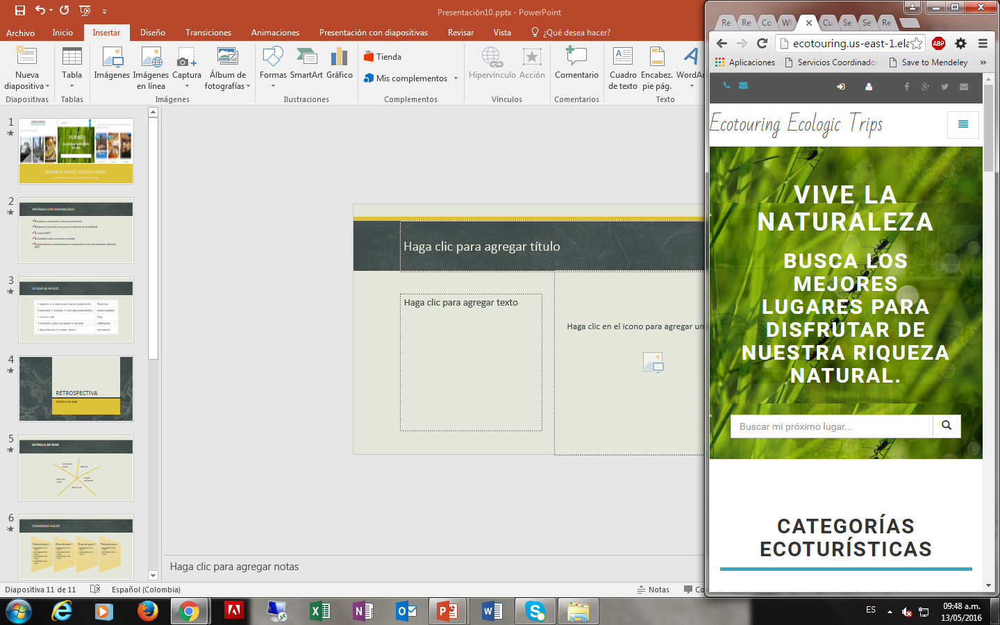 Presentación10.pptx - PowerPoint
Archivo Inicio Insertar Diseño Transiciones Animaciones Presentación con diapositivas Revisar Vista ¿Qué desea hacer?
Nueva diapositiva
Tabla
Imágenes
Imágenes en línea
Captura
Álbum de fotografías
Formas
SmartArt
Gráfico
Tienda
Mis complementos
Hipervínculo
Acción
Comentario
Cuadro de texto
Encabez. pie pág.
WordAr
Diapositivas Tablas Imágenes Ilustraciones Complementos Vínculos Comentarios Texto
1
MARKET PLACE ECOTOURING
2
ENTREGA CON VARIABILIDAD
3
LO QUE SE APLICO
4
RETROSPECTIVA
ESTRELLA DE MAR
5
ESTRELLA DE MAR
6
COMENZAR HACER
Haga clic para agregar título
Haga clic para agregar texto
Haga clic en el icono para agregar un
Haga clic para agregar notas
Diapositiva 11 de 11 Español (Colombia) Notas Co
Re Re Co Wi Cu Se Se Re
ecotouring.us-east-1.ela
ABP
Aplicaciones Servicios Coordinador Save to Mendeley »
Ecotouring Ecologic Trips
VIVE LA
NATURALEZA
BUSCA LOS
MEJORES
LUGARES PARA
DISFRUTAR DE
NUESTRA RIQUEZA
NATURAL.
Buscar mi próximo lugar...
CATEGORÍAS
ECOTURÍSTICAS
ES
09:48 a.m.
13/05/2016